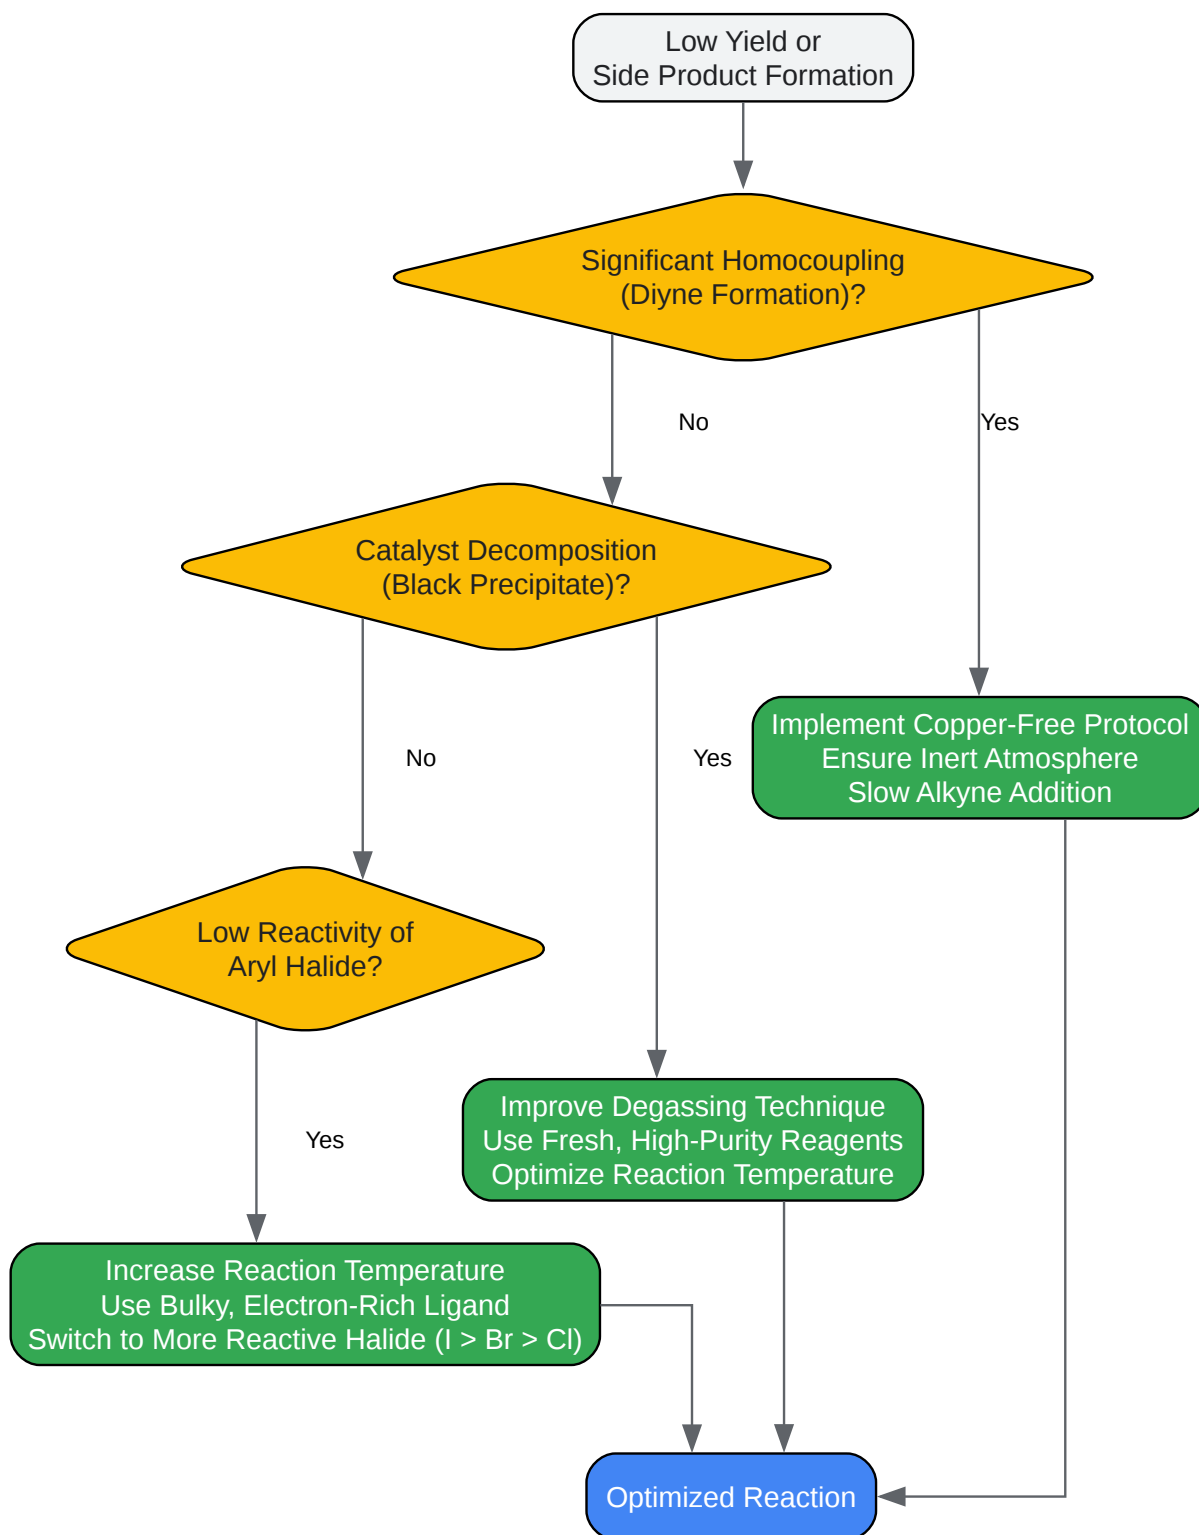 Low Yield or
Side Product Formation
Significant Homocoupling
(Diyne Formation)?
No
Yes
Catalyst Decomposition
(Black Precipitate)?
Implement Copper-Free Protocol
Ensure Inert Atmosphere
Slow Alkyne Addition
No
Yes
Low Reactivity of
Aryl Halide?
Improve Degassing Technique
Use Fresh, High-Purity Reagents
Optimize Reaction Temperature
Yes
Increase Reaction Temperature
Use Bulky, Electron-Rich Ligand
Switch to More Reactive Halide (I > Br > Cl)
Optimized Reaction